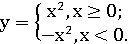 y = { x², x ≥ 0;
−x², x < 0.